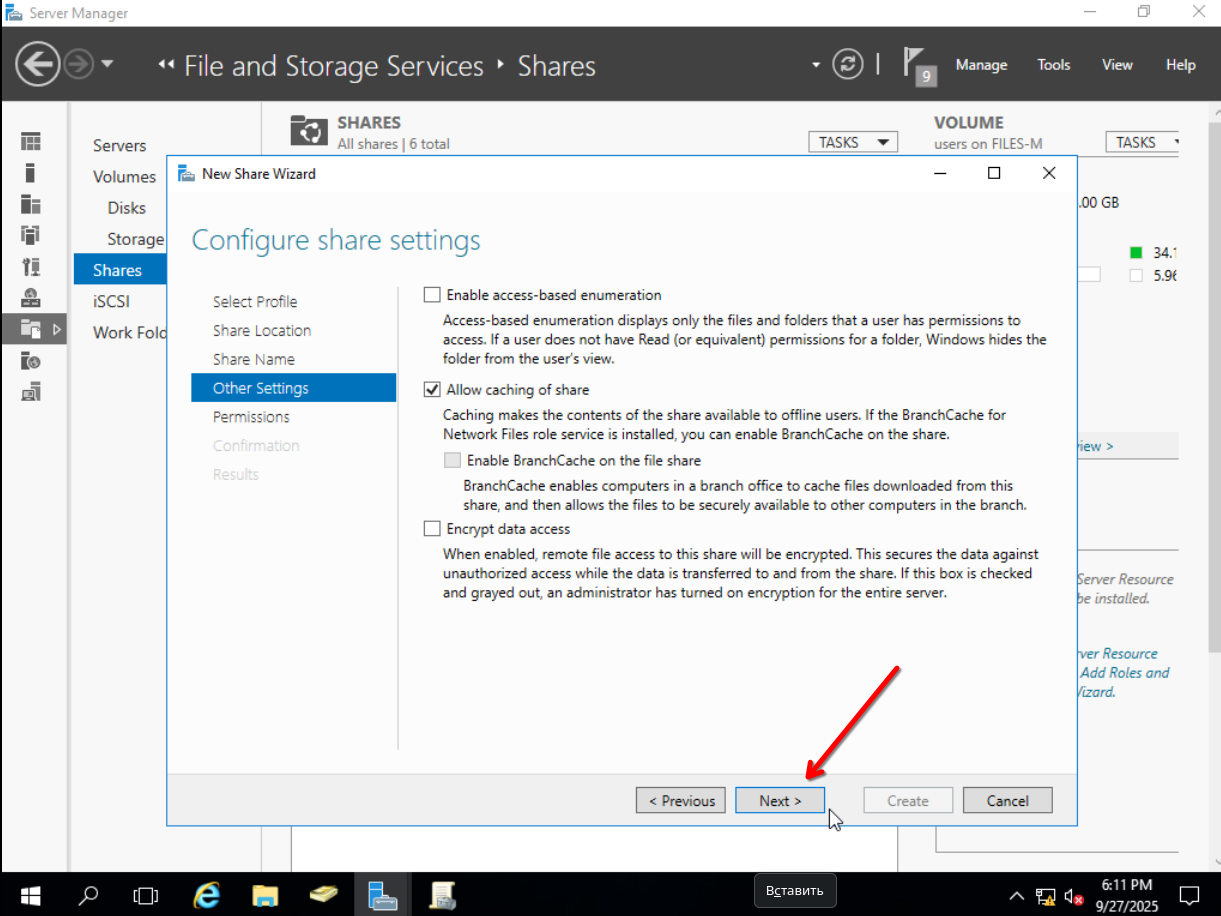 Server Manager
File and Storage Services
Shares
9
Manage
Tools
View
Help
Servers
Volumes
Disks
Storage
Shares
iSCSI
Work Fold
SHARES
All shares | 6 total
TASKS
VOLUME
users on FILES-M
TASKS
.00 GB
34.1
5.96
iew >
Server Resource
be installed.
ver Resource
Add Roles and
Wizard.
New Share Wizard
Configure share settings
Select Profile
Share Location
Share Name
Other Settings
Permissions
Confirmation
Results
Enable access-based enumeration
Access-based enumeration displays only the files and folders that a user has permissions to
access. If a user does not have Read (or equivalent) permissions for a folder, Windows hides the
folder from the user's view.
Allow caching of share
Caching makes the contents of the share available to offline users. If the BranchCache for
Network Files role service is installed, you can enable BranchCache on the share.
Enable BranchCache on the file share
BranchCache enables computers in a branch office to cache files downloaded from this
share, and then allows the files to be securely available to other computers in the branch.
Encrypt data access
When enabled, remote file access to this share will be encrypted. This secures the data against
unauthorized access while the data is transferred to and from the share. If this box is checked
and grayed out, an administrator has turned on encryption for the entire server.
< Previous
Next >
Create
Cancel
Вставить
6:11 PM
9/27/2025